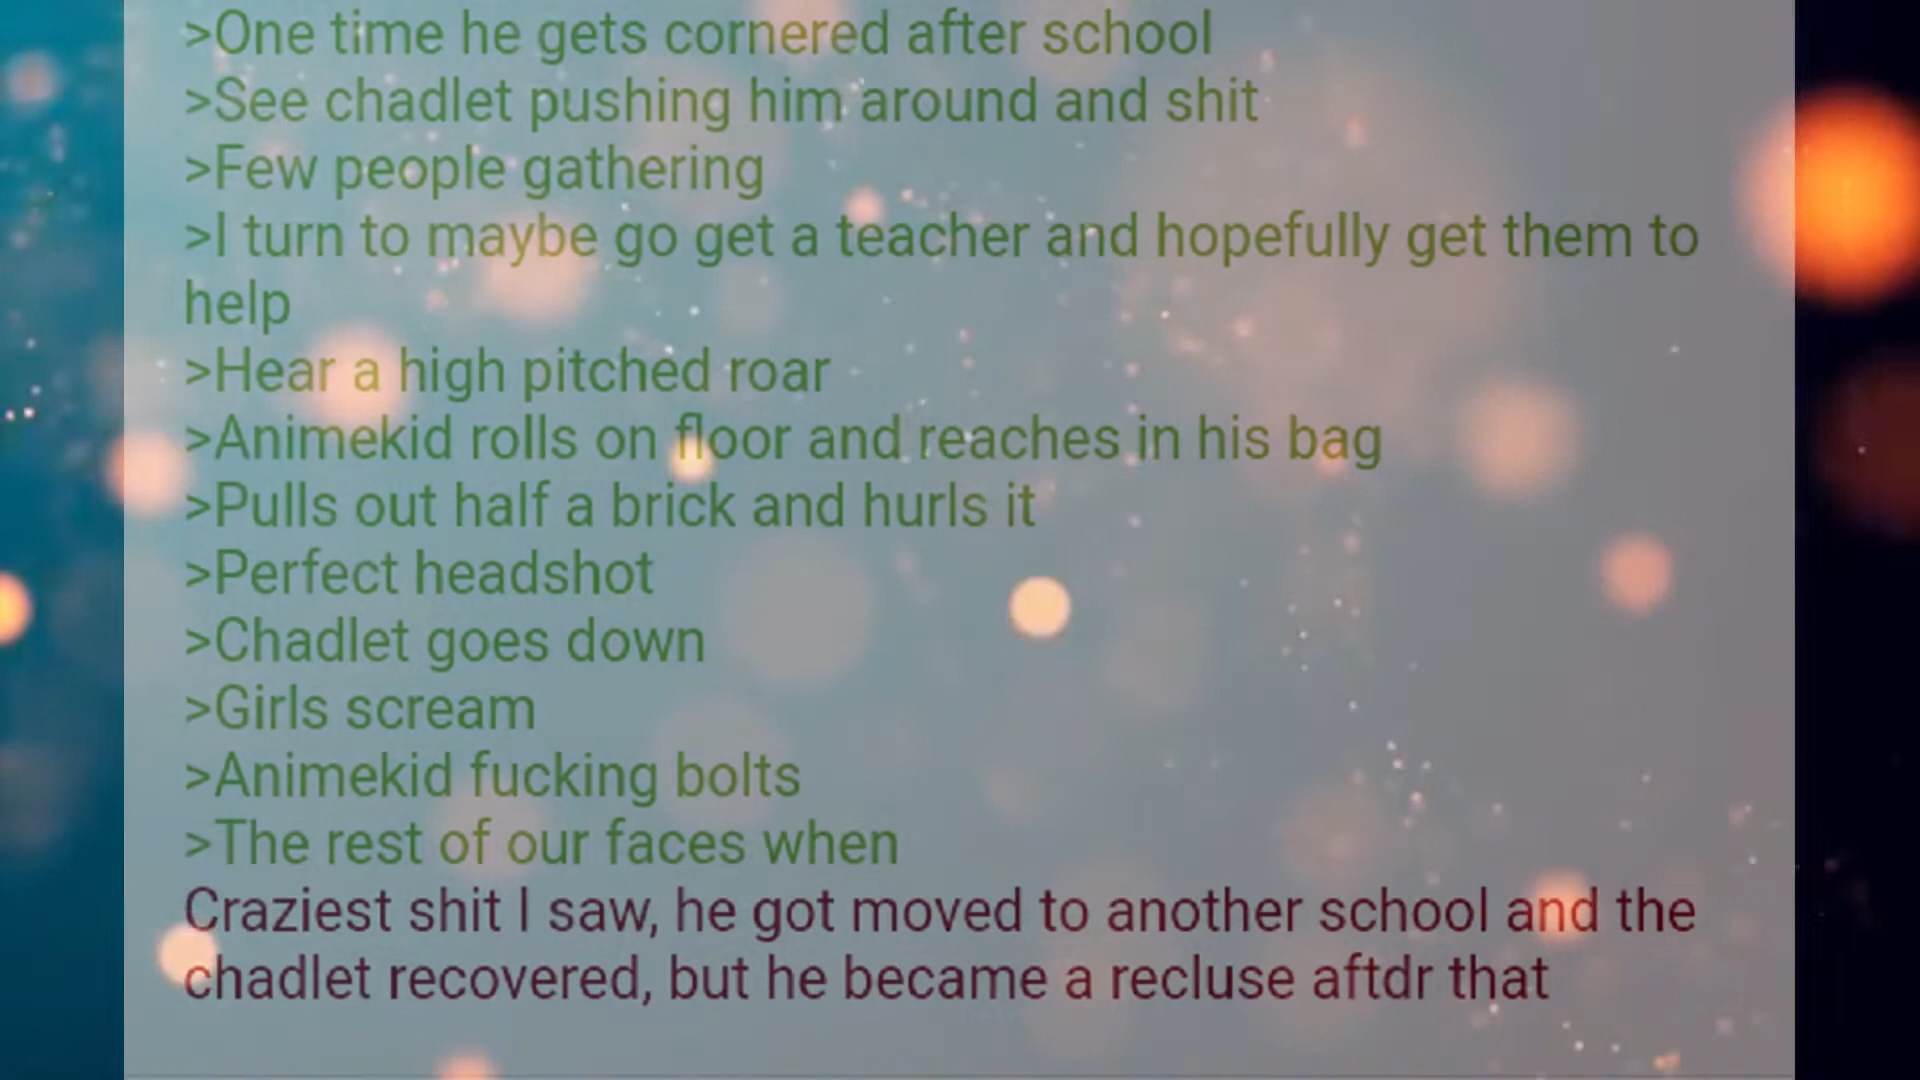 >One time he gets cornered after school
>See chadlet pushing him around and shit
>Few people gathering
>I turn to maybe go get a teacher and hopefully get them to
help
>Hear a high pitched roar
>Animekid rolls on floor and reaches in his bag
>Pulls out half a brick and hurls it
>Perfect headshot
>Chadlet goes down
>Girls scream
>Animekid fucking bolts
>The rest of our faces when
Craziest shit I saw, he got moved to another school and the
chadlet recovered, but he became a recluse aftdr that